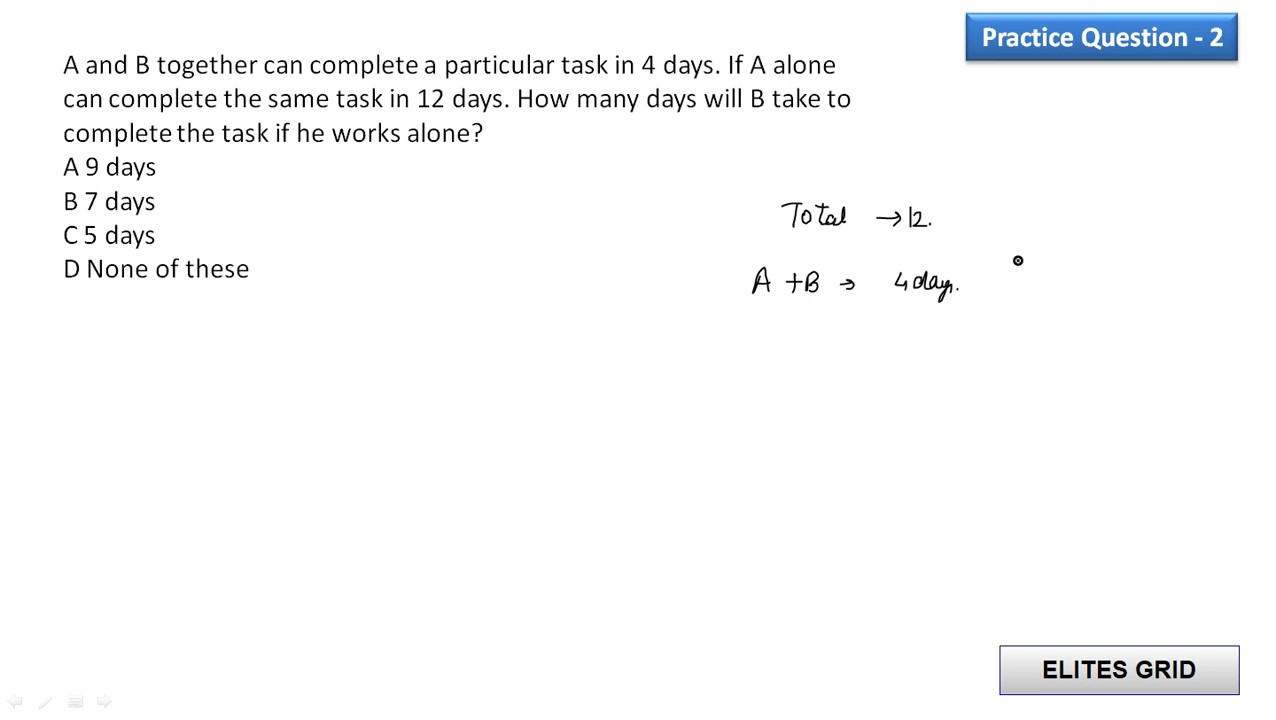 Practice Question - 2
A and B together can complete a particular task in 4 days. If A alone
can complete the same task in 12 days. How many days will B take to
complete the task if he works alone?
A 9 days
B 7 days
C 5 days
D None of these
Total → 12.
A + B → 4 days.
ELITES GRID